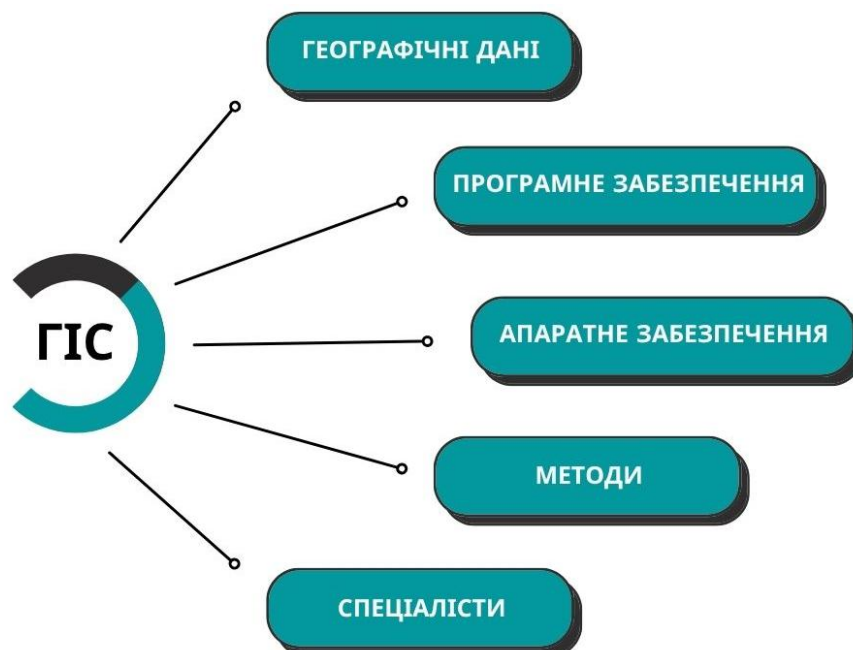 ГЕОГРАФІЧНІ ДАНІ
ПРОГРАМНЕ ЗАБЕЗПЕЧЕННЯ
ГІС
АПАРАТНЕ ЗАБЕЗПЕЧЕННЯ
МЕТОДИ
СПЕЦІАЛІСТИ